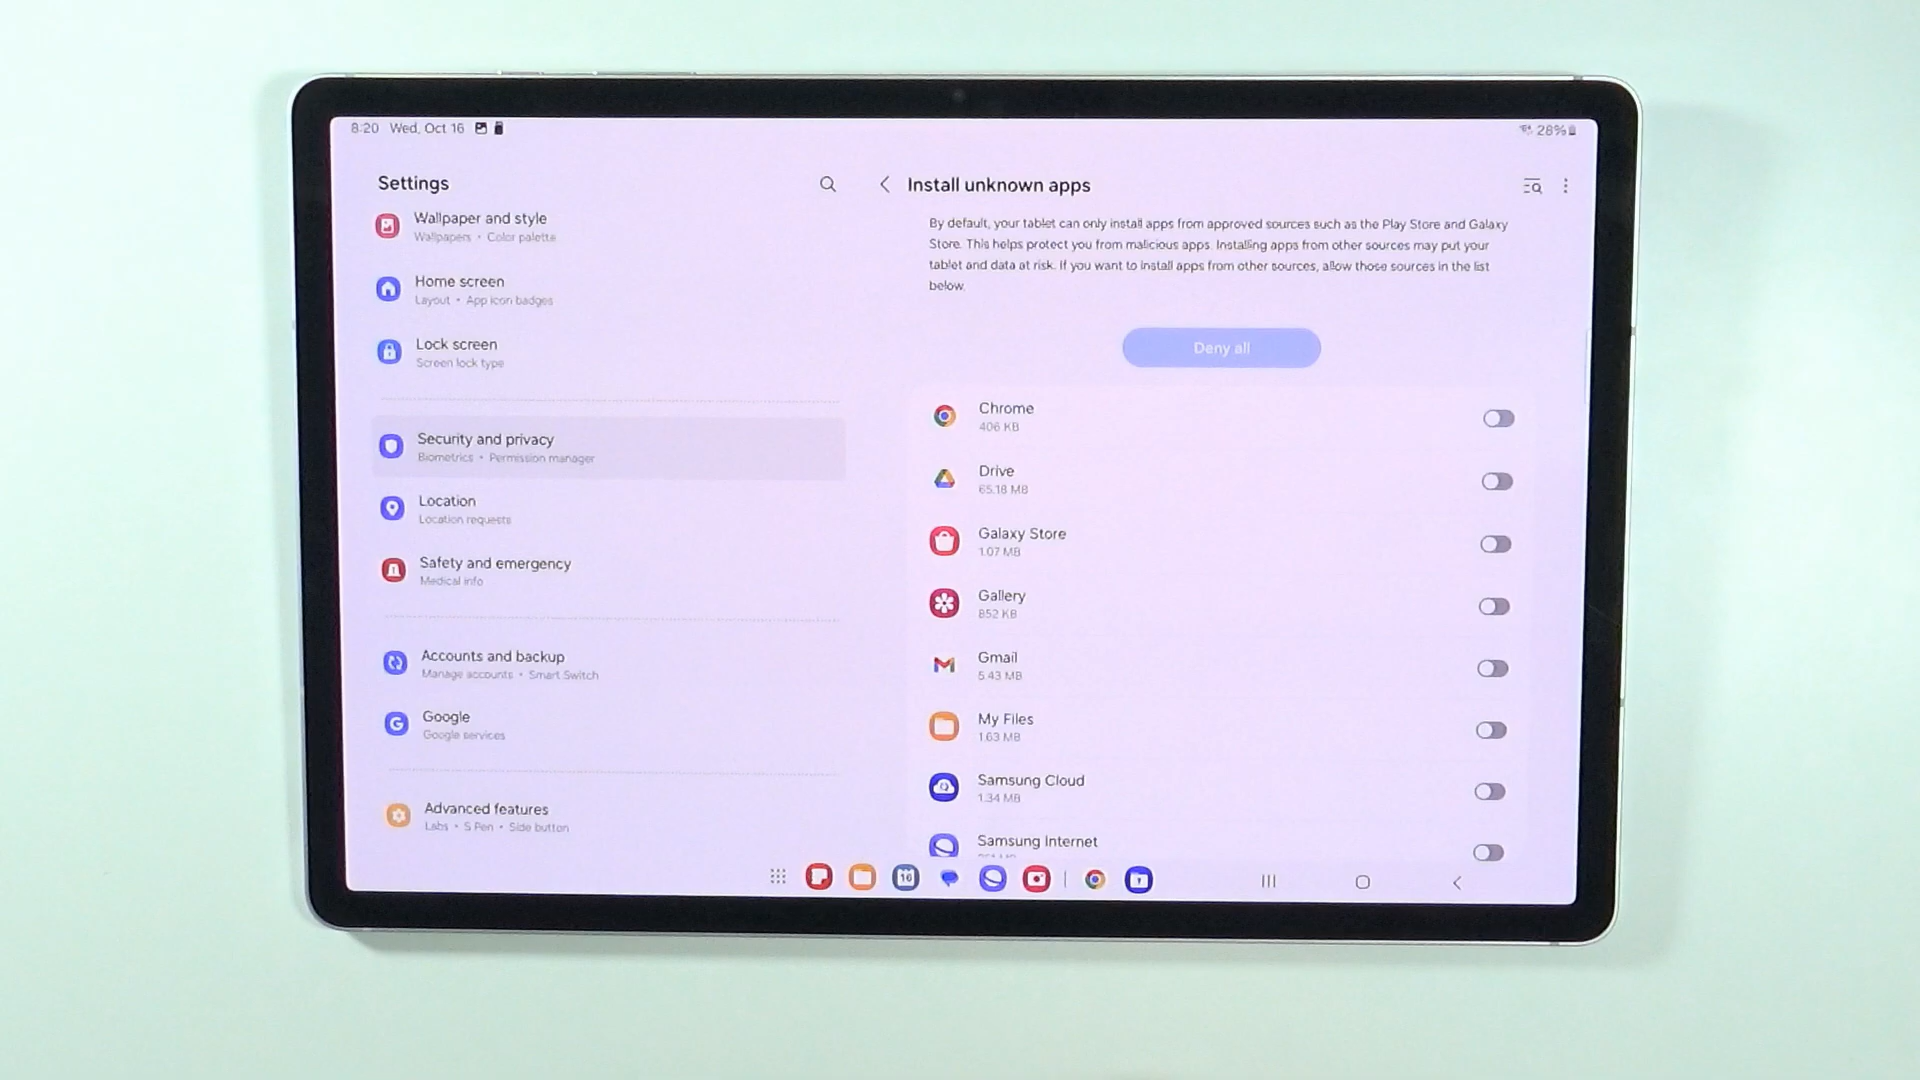 8:20 Wed, Oct 16
28%
Settings
Wallpaper and style
Wallpapers • Color palette
Home screen
Layout • App icon badges
Lock screen
Screen lock type
Security and privacy
Biometrics • Permission manager
Location
Location requests
Safety and emergency
Medical info
Accounts and backup
Manage accounts • Smart Switch
Google
Google services
Advanced features
Labs • S Pen • Side button
Install unknown apps
By default, your tablet can only install apps from approved sources such as the Play Store and Galaxy
Store. This helps protect you from malicious apps. Installing apps from other sources may put your
tablet and data at risk. If you want to install apps from other sources, allow those sources in the list
below.
Deny all
Chrome
406 KB
Drive
65.18 MB
Galaxy Store
1.07 MB
Gallery
852 KB
Gmail
5.43 MB
My Files
1.63 MB
Samsung Cloud
1.34 MB
Samsung Internet
16